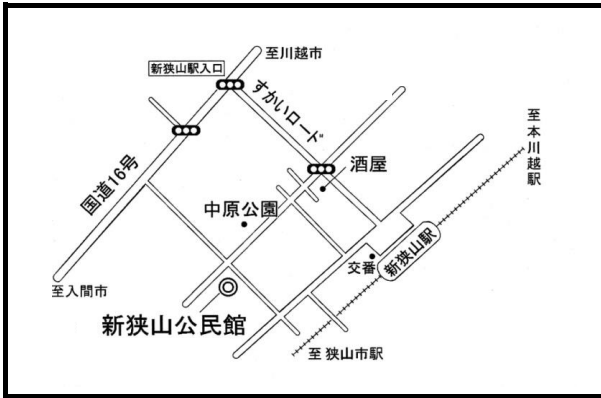 至川越市
新狭山駅入口
すかいロード
至本川越駅
国道16号
酒屋
中原公園
新狭山駅
交番
至入間市
新狭山公民館
至狭山市駅